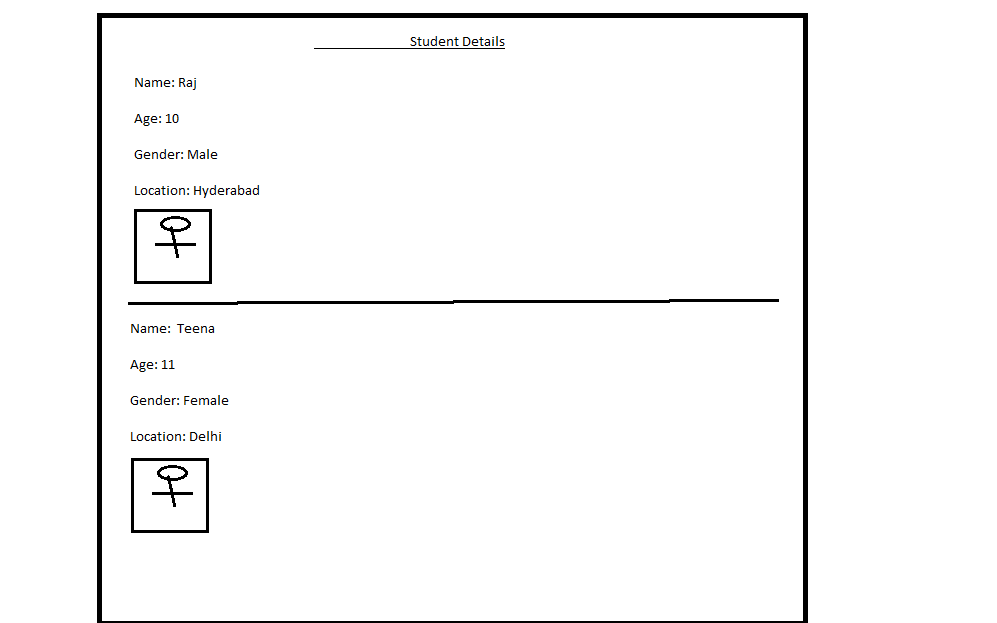 Student Details
Name: Raj
Age: 10
Gender: Male
Location: Hyderabad
Name:  Teena
Age: 11
Gender: Female
Location: Delhi